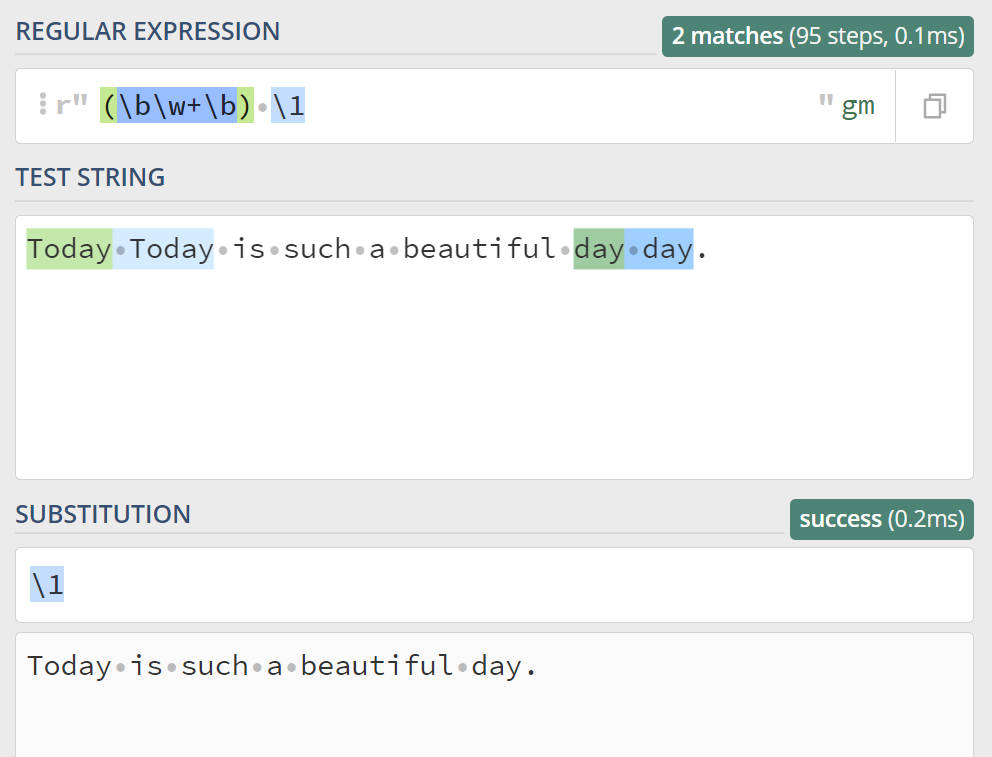 REGULAR EXPRESSION
2 matches (95 steps, 0.1ms)
r" (\b\w+\b) \1 " gm
TEST STRING
Today Today is such a beautiful day day.
SUBSTITUTION
success (0.2ms)
\1
Today is such a beautiful day.